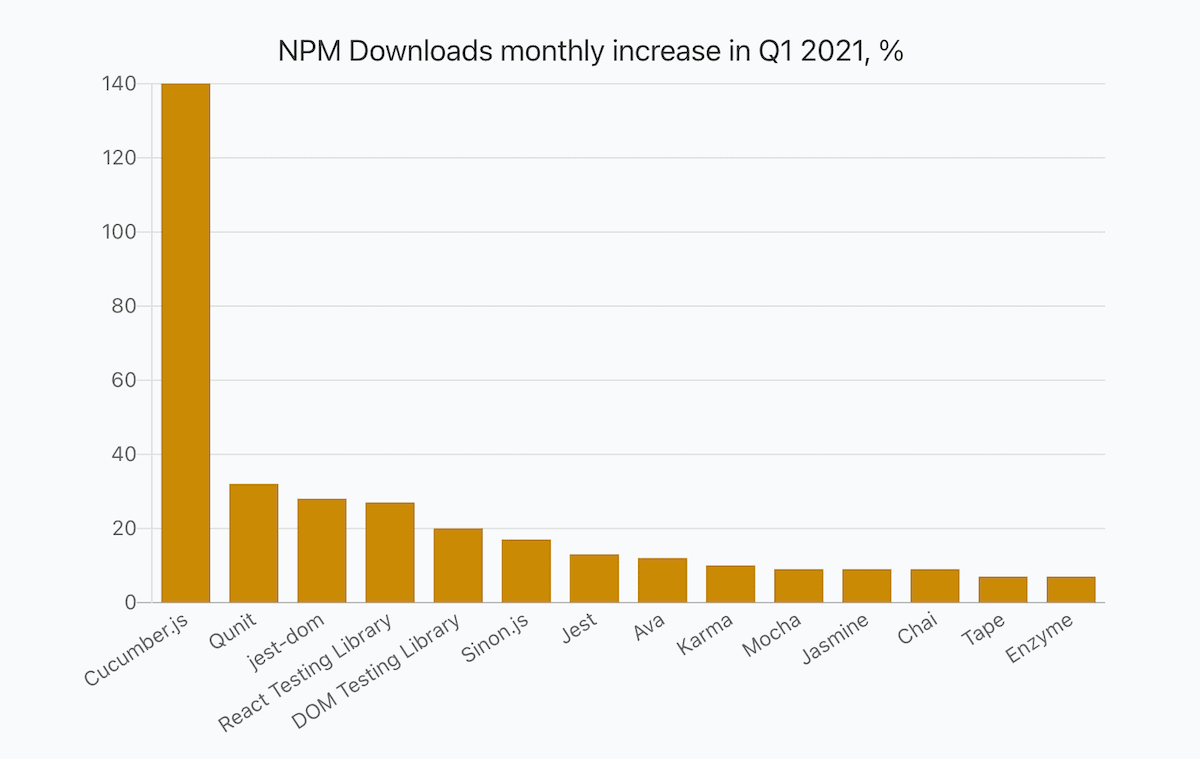 NPM Downloads monthly increase in Q1 2021, %
140
120
100
80
60
40
20
0
Cucumber.js
Qunit
jest-dom
React Testing Library
DOM Testing Library
Sinon.js
Jest
Ava
Karma
Mocha
Jasmine
Chai
Tape
Enzyme